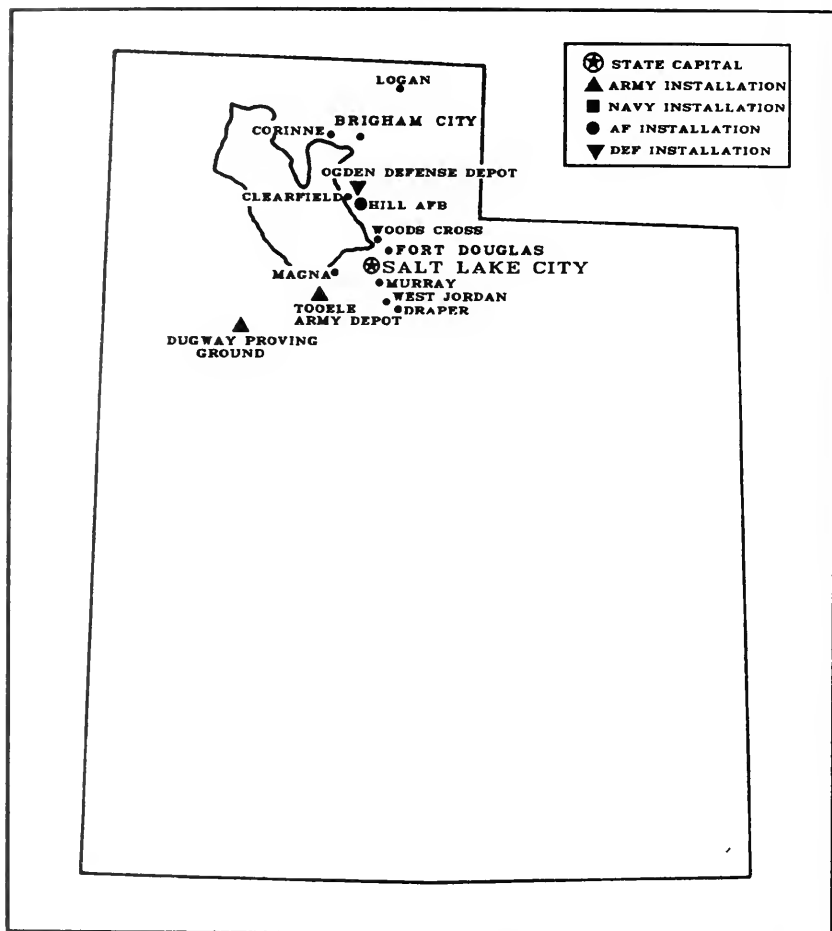 STATE CAPITAL
ARMY INSTALLATION
NAVY INSTALLATION
AF INSTALLATION
DEF INSTALLATION
LOGAN
CORINNE
BRIGHAM CITY
OGDEN DEFENSE DEPOT
CLEARFIELD
HILL AFB
WOODS CROSS
FORT DOUGLAS
SALT LAKE CITY
MAGNA
MURRAY
WEST JORDAN
TOOELE
ARMY DEPOT
DRAPER
DUGWAY PROVING
GROUND